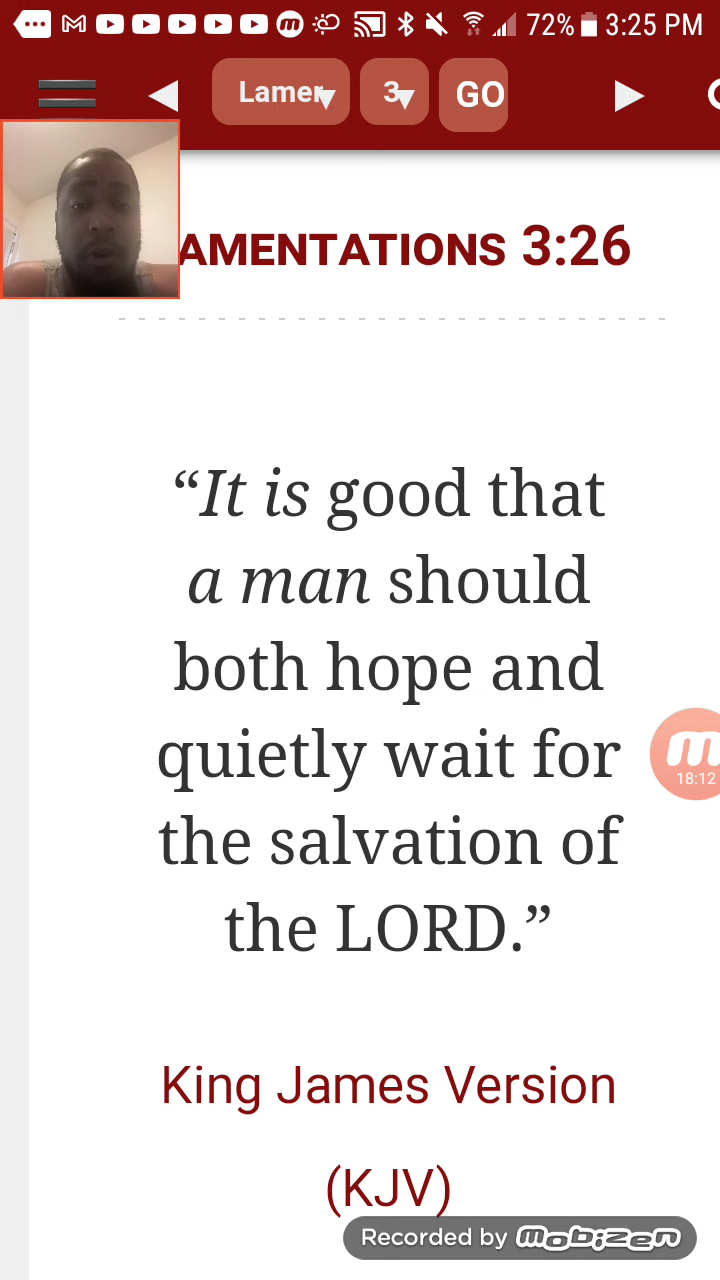 72% 3:25 PM
Lamer 3 GO
AMENTATIONS 3:26
“It is good that
a man should
both hope and
quietly wait for
the salvation of
the LORD.”
18:12
King James Version
(KJV)
Recorded by mobizen